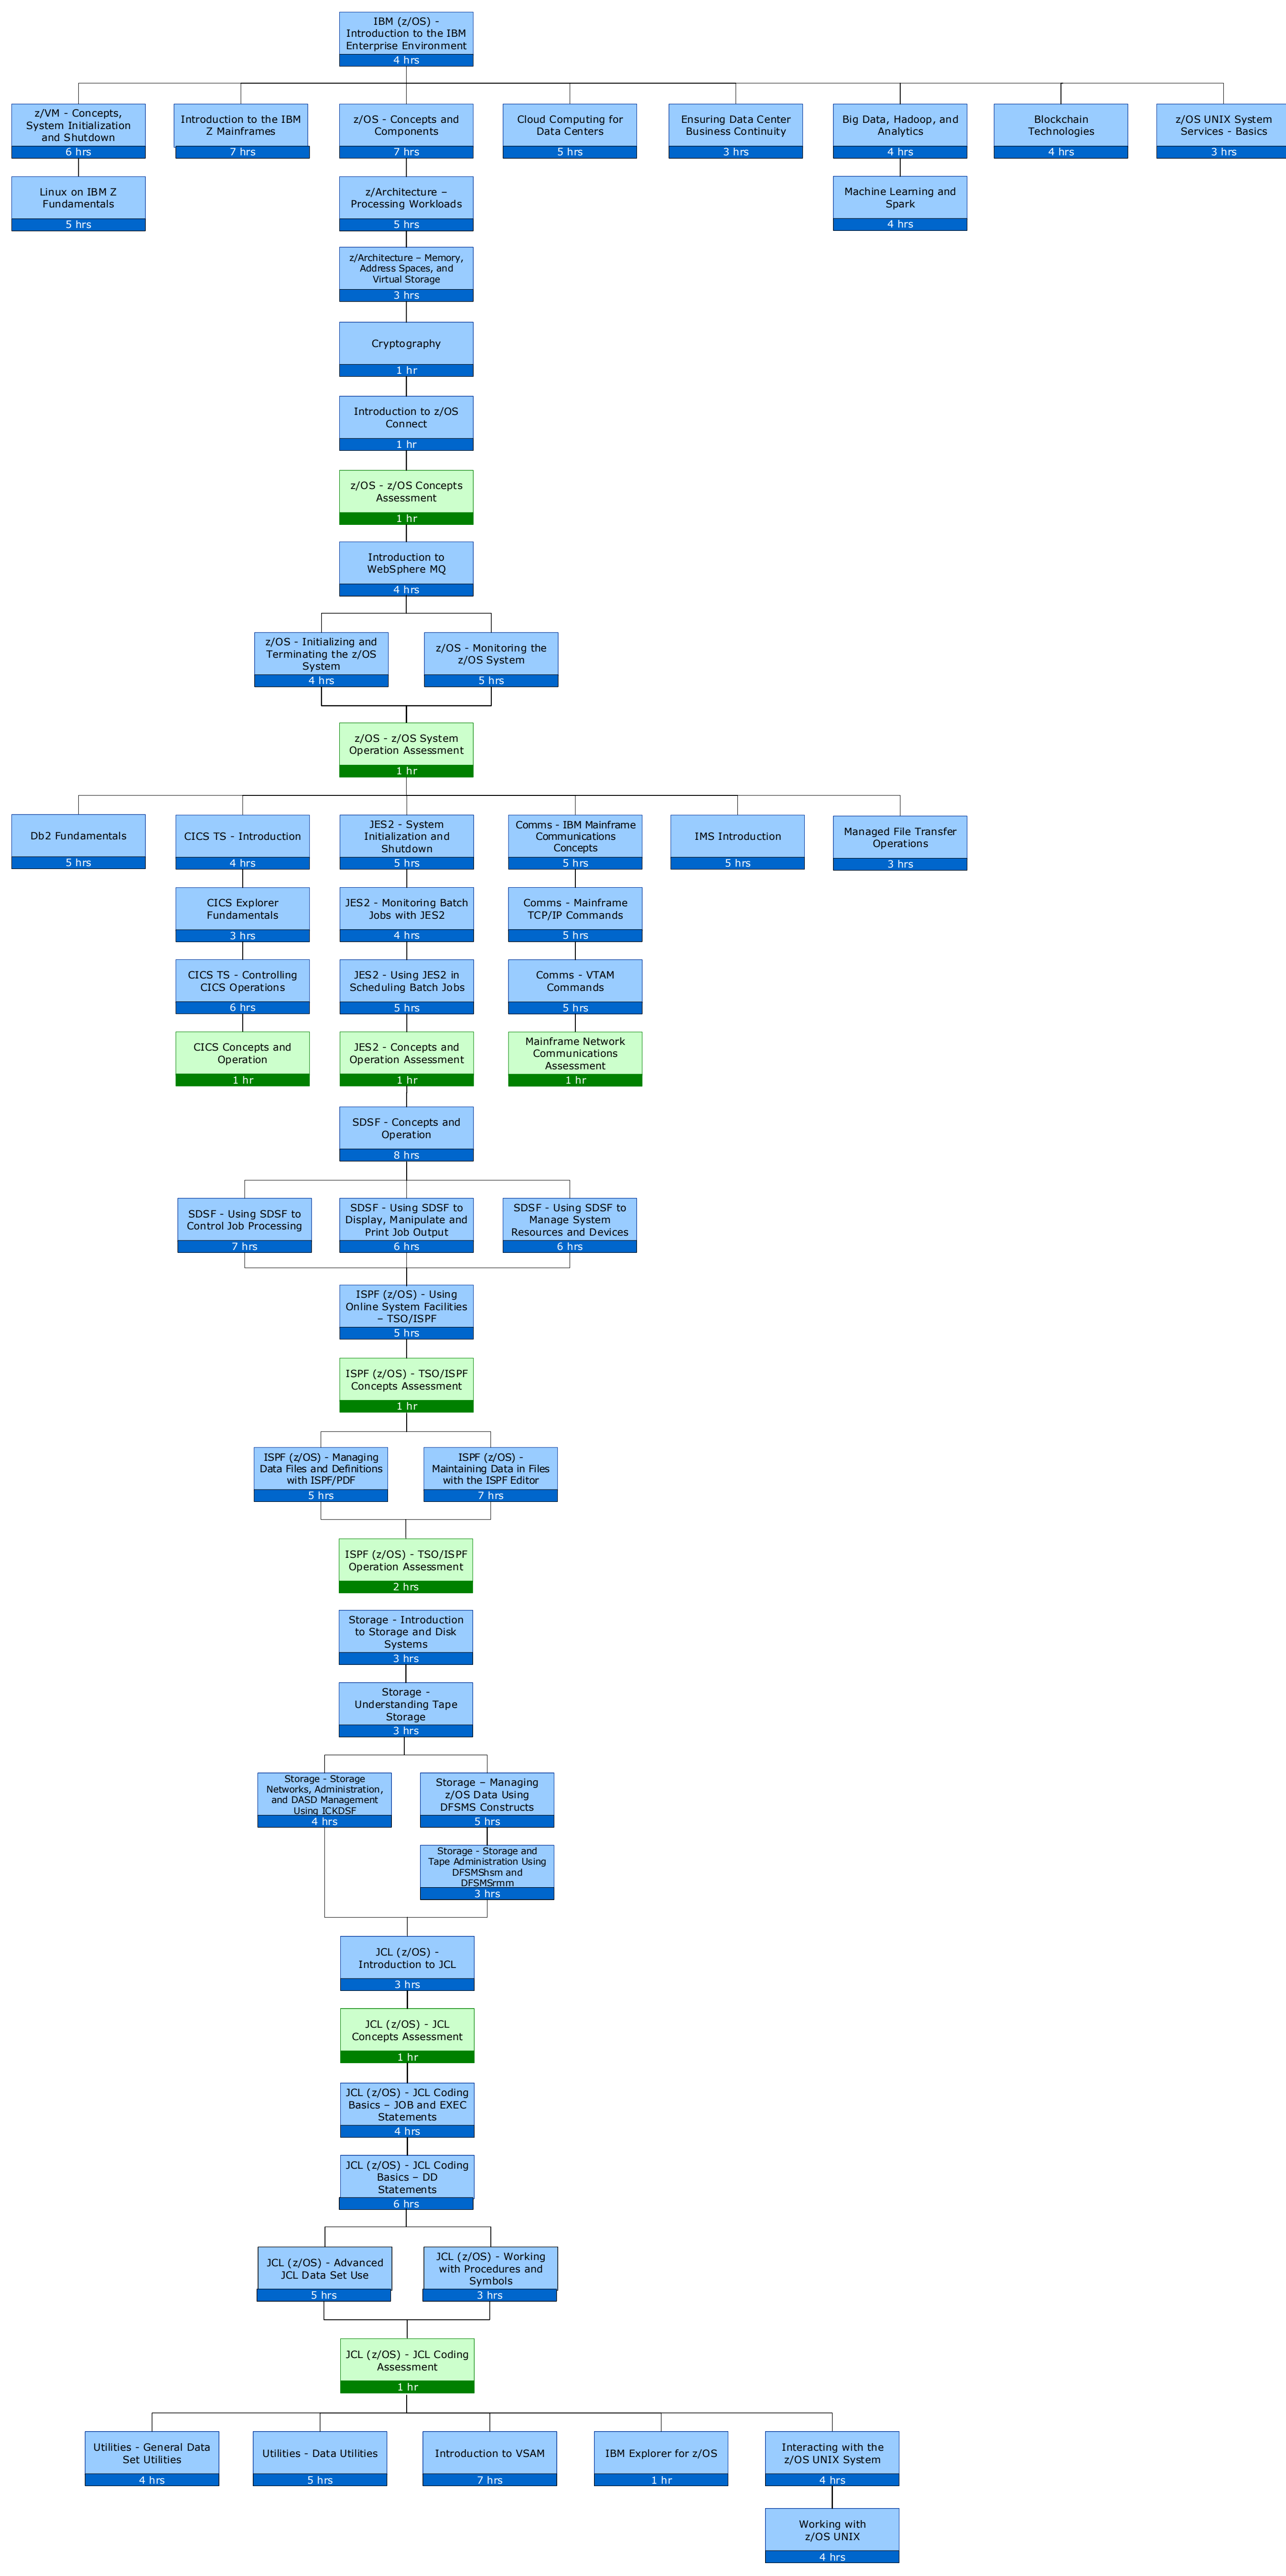 IBM (z/OS) -
Introduction to the IBM
Enterprise Environment
4 hrs
z/VM - Concepts,
System Initialization
and Shutdown
6 hrs
Introduction to the IBM
Z Mainframes
7 hrs
z/OS - Concepts and
Components
7 hrs
Cloud Computing for
Data Centers
5 hrs
Ensuring Data Center
Business Continuity
3 hrs
Big Data, Hadoop, and
Analytics
4 hrs
Blockchain
Technologies
4 hrs
z/OS UNIX System
Services - Basics
3 hrs
Linux on IBM Z
Fundamentals
5 hrs
z/Architecture –
Processing Workloads
5 hrs
Machine Learning and
Spark
4 hrs
z/Architecture – Memory,
Address Spaces, and
Virtual Storage
3 hrs
Cryptography
1 hr
Introduction to z/OS
Connect
1 hr
z/OS - z/OS Concepts
Assessment
1 hr
Introduction to
WebSphere MQ
4 hrs
z/OS - Initializing and
Terminating the z/OS
System
4 hrs
z/OS - Monitoring the
z/OS System
5 hrs
z/OS - z/OS System
Operation Assessment
1 hr
Db2 Fundamentals
5 hrs
CICS TS - Introduction
4 hrs
JES2 - System
Initialization and
Shutdown
5 hrs
Comms - IBM Mainframe
Communications
Concepts
5 hrs
IMS Introduction
5 hrs
Managed File Transfer
Operations
3 hrs
CICS Explorer
Fundamentals
3 hrs
JES2 - Monitoring Batch
Jobs with JES2
4 hrs
Comms - Mainframe
TCP/IP Commands
5 hrs
CICS TS - Controlling
CICS Operations
6 hrs
JES2 - Using JES2 in
Scheduling Batch Jobs
5 hrs
Comms - VTAM
Commands
5 hrs
CICS Concepts and
Operation
1 hr
JES2 - Concepts and
Operation Assessment
1 hr
Mainframe Network
Communications
Assessment
1 hr
SDSF - Concepts and
Operation
8 hrs
SDSF - Using SDSF to
Control Job Processing
7 hrs
SDSF - Using SDSF to
Display, Manipulate and
Print Job Output
6 hrs
SDSF - Using SDSF to
Manage System
Resources and Devices
6 hrs
ISPF (z/OS) - Using
Online System Facilities
– TSO/ISPF
5 hrs
ISPF (z/OS) - TSO/ISPF
Concepts Assessment
1 hr
ISPF (z/OS) - Managing
Data Files and Definitions
with ISPF/PDF
5 hrs
ISPF (z/OS) -
Maintaining Data in Files
with the ISPF Editor
7 hrs
ISPF (z/OS) - TSO/ISPF
Operation Assessment
2 hrs
Storage - Introduction
to Storage and Disk
Systems
3 hrs
Storage -
Understanding Tape
Storage
3 hrs
Storage - Storage
Networks, Administration,
and DASD Management
Using ICKDSF
4 hrs
Storage – Managing
z/OS Data Using
DFSMS Constructs
5 hrs
Storage - Storage and
Tape Administration Using
DFSMShsm and
DFSMSrmm
3 hrs
JCL (z/OS) -
Introduction to JCL
3 hrs
JCL (z/OS) - JCL
Concepts Assessment
1 hr
JCL (z/OS) - JCL Coding
Basics – JOB and EXEC
Statements
4 hrs
JCL (z/OS) - JCL Coding
Basics – DD
Statements
6 hrs
JCL (z/OS) - Advanced
JCL Data Set Use
5 hrs
JCL (z/OS) - Working
with Procedures and
Symbols
3 hrs
JCL (z/OS) - JCL Coding
Assessment
1 hr
Utilities - General Data
Set Utilities
4 hrs
Utilities - Data Utilities
5 hrs
Introduction to VSAM
7 hrs
IBM Explorer for z/OS
1 hr
Interacting with the
z/OS UNIX System
4 hrs
Working with
z/OS UNIX
4 hrs